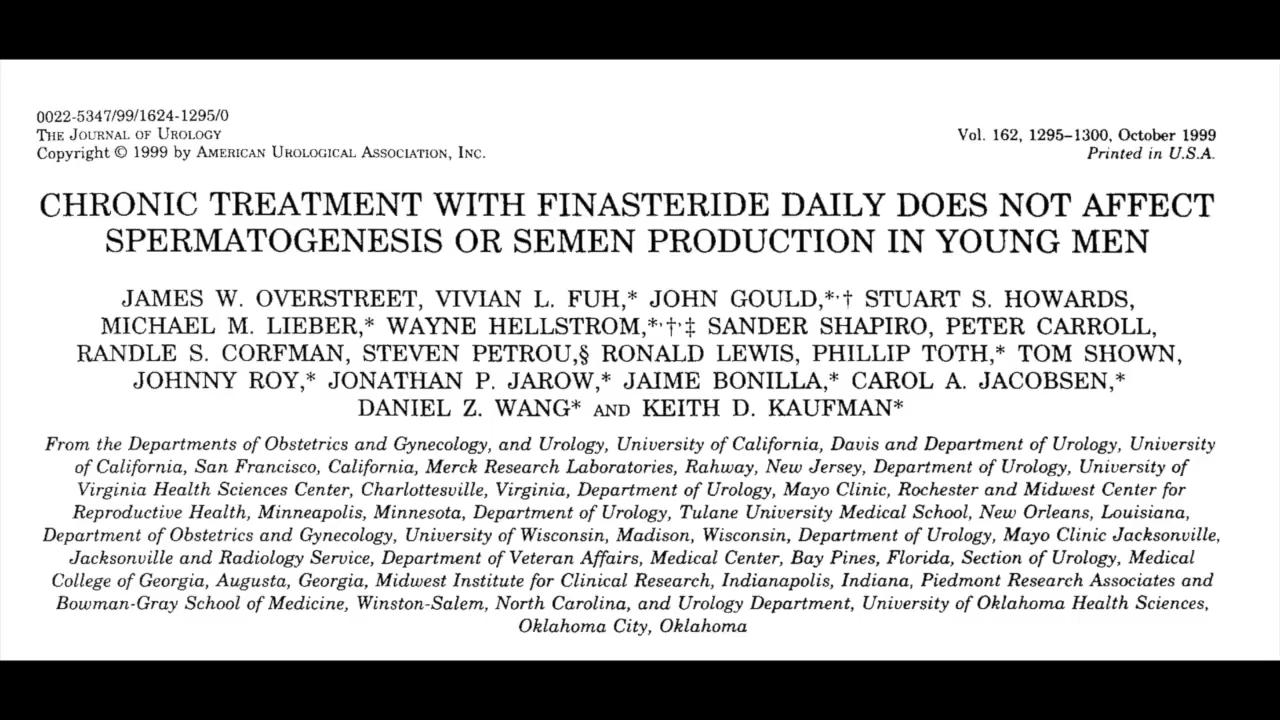 0022-5347/99/1624-1295/0
THE JOURNAL OF UROLOGY
Copyright © 1999 by AMERICAN UROLOGICAL ASSOCIATION, INC.
Vol. 162, 1295–1300, October 1999
Printed in U.S.A.
CHRONIC TREATMENT WITH FINASTERIDE DAILY DOES NOT AFFECT
SPERMATOGENESIS OR SEMEN PRODUCTION IN YOUNG MEN
JAMES W. OVERSTREET, VIVIAN L. FUH,* JOHN GOULD,*,† STUART S. HOWARDS,
MICHAEL M. LIEBER,* WAYNE HELLSTROM,*,†,‡ SANDER SHAPIRO, PETER CARROLL,
RANDLE S. CORFMAN, STEVEN PETROU,§ RONALD LEWIS, PHILLIP TOTH,* TOM SHOWN,
JOHNNY ROY,* JONATHAN P. JAROW,* JAIME BONILLA,* CAROL A. JACOBSEN,*
DANIEL Z. WANG* AND KEITH D. KAUFMAN*
From the Departments of Obstetrics and Gynecology, and Urology, University of California, Davis and Department of Urology, University
of California, San Francisco, California, Merck Research Laboratories, Rahway, New Jersey, Department of Urology, University of
Virginia Health Sciences Center, Charlottesville, Virginia, Department of Urology, Mayo Clinic, Rochester and Midwest Center for
Reproductive Health, Minneapolis, Minnesota, Department of Urology, Tulane University Medical School, New Orleans, Louisiana,
Department of Obstetrics and Gynecology, University of Wisconsin, Madison, Wisconsin, Department of Urology, Mayo Clinic Jacksonville,
Jacksonville and Radiology Service, Department of Veteran Affairs, Medical Center, Bay Pines, Florida, Section of Urology, Medical
College of Georgia, Augusta, Georgia, Midwest Institute for Clinical Research, Indianapolis, Indiana, Piedmont Research Associates and
Bowman-Gray School of Medicine, Winston-Salem, North Carolina, and Urology Department, University of Oklahoma Health Sciences,
Oklahoma City, Oklahoma